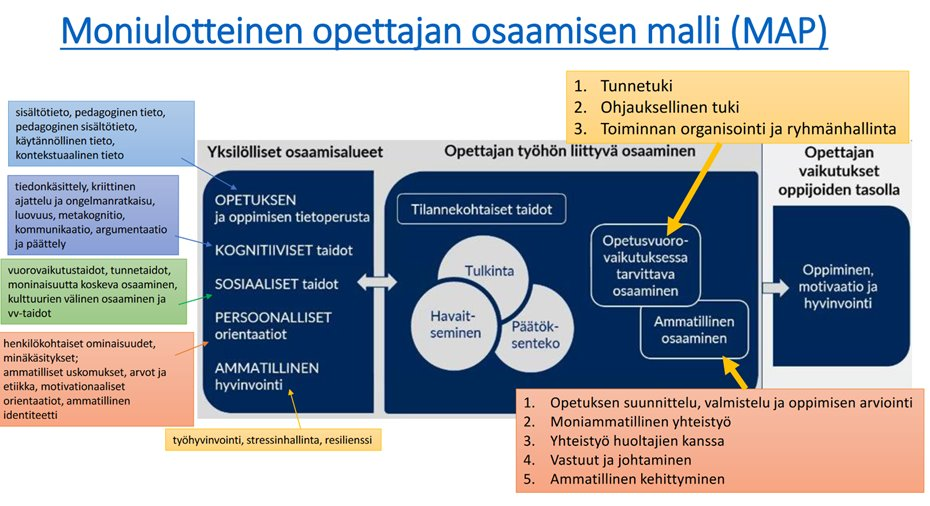 Moniulotteinen opettajan osaamisen malli (MAP)
1. Tunnetuki
2. Ohjauksellinen tuki
3. Toiminnan organisointi ja ryhmänhallinta
sisältötieto, pedagoginen tieto,
pedagoginen sisältötieto,
käytännöllinen tieto,
kontekstuaalinen tieto
tiedonkäsittely, kriittinen
ajattelu ja ongelmanratkaisu,
luovuus, metakognitio,
kommunikaatio, argumentaatio
ja päättely
vuorovaikutustaidot, tunnetaidot,
moninaisuutta koskeva osaaminen,
kulttuurien välinen osaaminen ja
vv-taidot
henkilökohtaiset ominaisuudet,
minäkäsitykset;
ammatilliset uskomukset, arvot ja
etiikka, motivationaaliset
orientaatiot, ammatillinen
identiteetti
työhyvinvointi, stressinhallinta, resilienssi
Yksilölliset osaamisalueet
OPETUKSEN
ja oppimisen tietoperusta
KOGNITIIVISET taidot
SOSIAALISET taidot
PERSOONALLISET
orientaatiot
AMMATILLINEN
hyvinvointi
Opettajan työhön liittyvä osaaminen
Tilannekohtaiset taidot
Tulkinta
Havait-
seminen
Päätök-
senteko
Opetusvuoro-
vaikutuksessa
tarvittava
osaaminen
Ammatillinen
osaaminen
Opettajan
vaikutukset
oppijoiden tasolla
Oppiminen,
motivaatio ja
hyvinvointi
1. Opetuksen suunnittelu, valmistelu ja oppimisen arviointi
2. Moniammatillinen yhteistyö
3. Yhteistyö huoltajien kanssa
4. Vastuut ja johtaminen
5. Ammatillinen kehittyminen